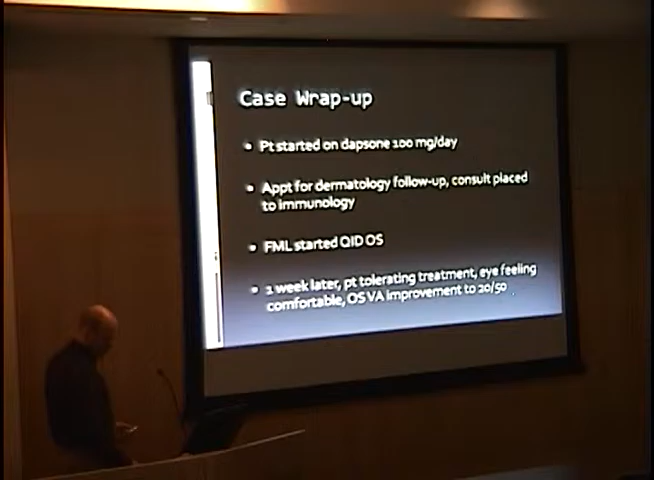 Case Wrap-up
• Pt started on dapsone 100 mg/day
• Appt for dermatology follow-up, consult placed
to immunology
• FML started QID OS
• 1 week later, pt tolerating treatment, eye feeling
comfortable, OS VA improvement to 20/50